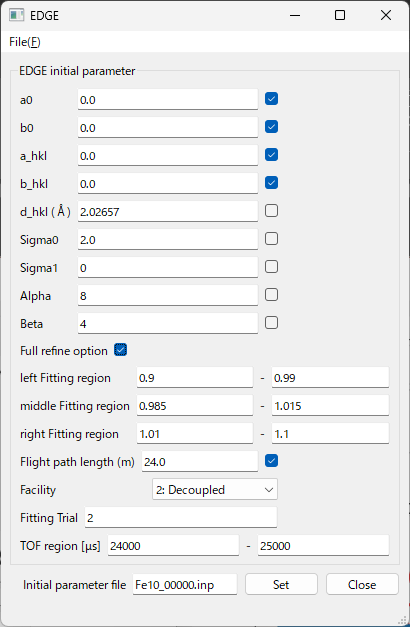 EDGE
File(F)
EDGE initial parameter
a0 0.0
b0 0.0
a_hkl 0.0
b_hkl 0.0
d_hkl (Å) 2.02657
Sigma0 2.0
Sigma1 0
Alpha 8
Beta 4
Full refine option
left Fitting region 0.9 - 0.99
middle Fitting region 0.985 - 1.015
right Fitting region 1.01 - 1.1
Flight path length (m) 24.0
Facility 2: Decoupled
Fitting Trial 2
TOF region [μs] 24000 - 25000
Initial parameter file Fe10_00000.inp Set Close